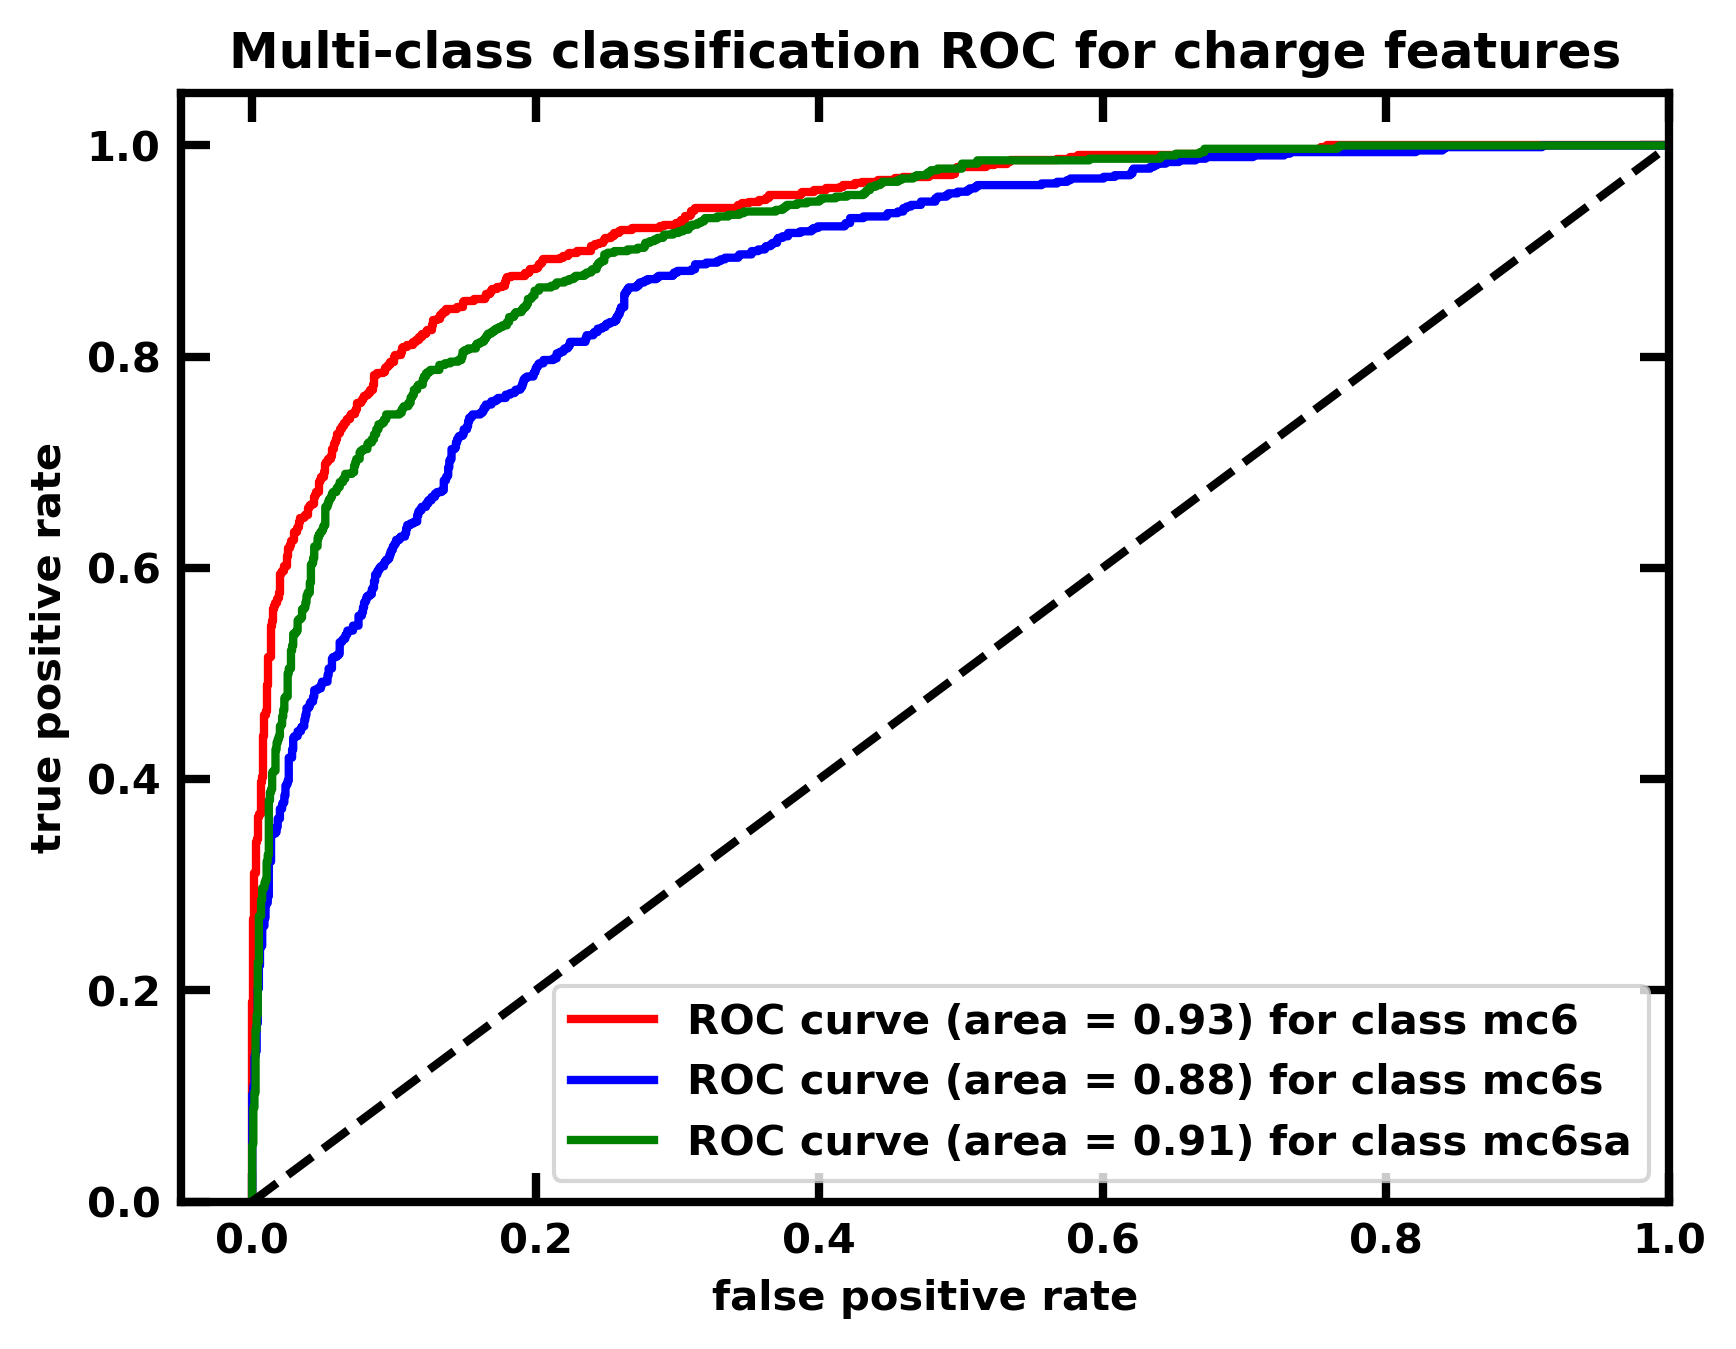 Multi-class classification ROC for charge features
true positive rate
1.0
0.8
0.6
0.4
0.2
0.0
ROC curve (area = 0.93) for class mc6
ROC curve (area = 0.88) for class mc6s
ROC curve (area = 0.91) for class mc6sa
0.0 0.2 0.4 0.6 0.8 1.0
false positive rate